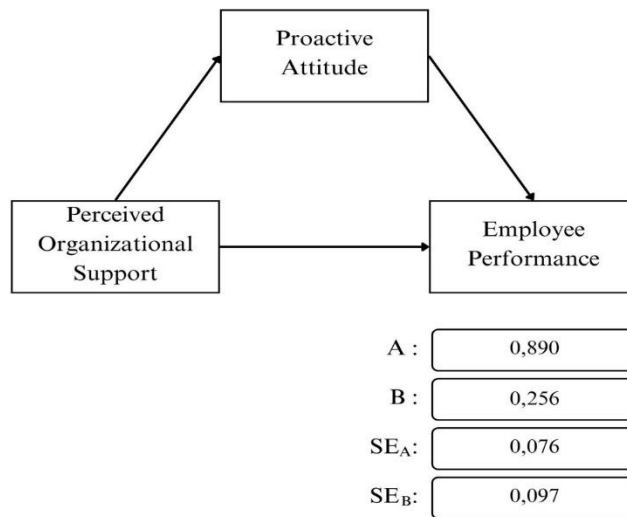 Proactive
Attitude
Perceived
Organizational
Support
Employee
Performance
A : 0,890
B : 0,256
SEA: 0,076
SEB: 0,097